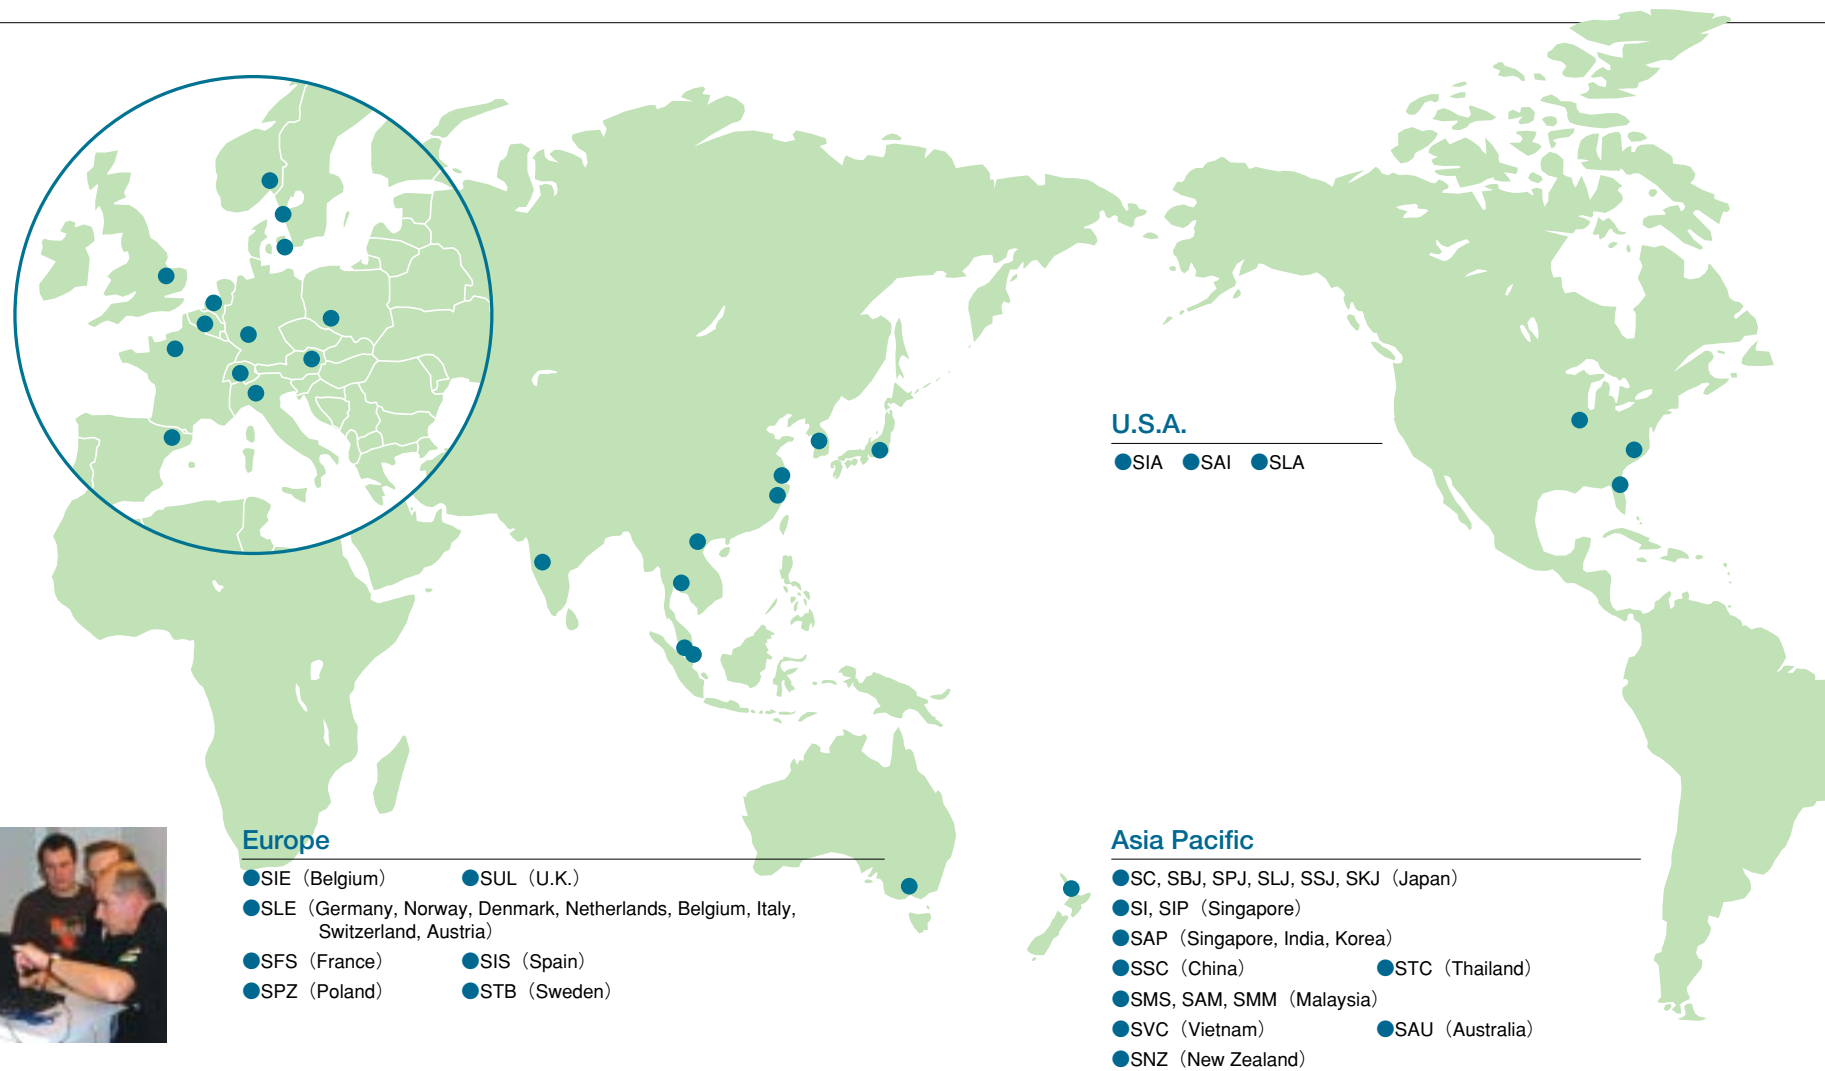 U.S.A.
●SIA ●SAI ●SLA
Europe
●SIE（Belgium） ●SUL（U.K.）
●SLE（Germany, Norway, Denmark, Netherlands, Belgium, Italy,
Switzerland, Austria）
●SFS（France） ●SIS（Spain）
●SPZ（Poland） ●STB（Sweden）
Asia Pacific
●SC, SBJ, SPJ, SLJ, SSJ, SKJ（Japan）
●SI, SIP（Singapore）
●SAP（Singapore, India, Korea）
●SSC（China） ●STC（Thailand）
●SMS, SAM, SMM（Malaysia）
●SVC（Vietnam） ●SAU（Australia）
●SNZ（New Zealand）